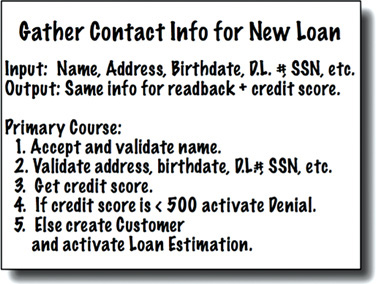 Gather Contact Info for New Loan
Input: Name, Address, Birthdate, D.L. #, SSN, etc.
Output: Same info for readback + credit score.
Primary Course:
1. Accept and validate name.
2. Validate address, birthdate, D.L.#, SSN, etc.
3. Get credit score.
4. If credit score is < 500 activate Denial.
5. Else create Customer
and activate Loan Estimation.